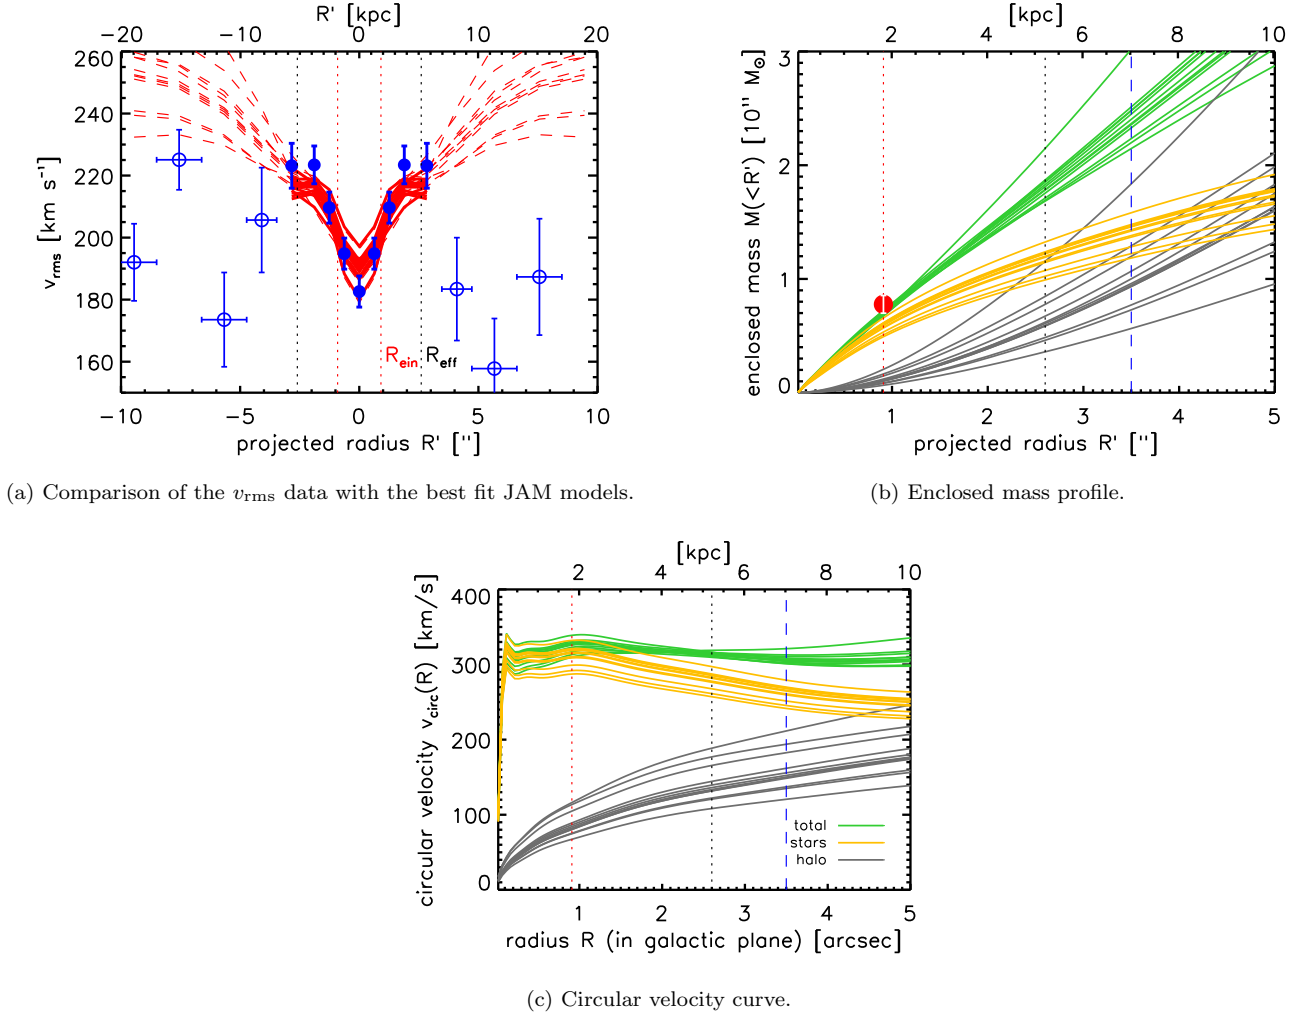 R' [kpc]
-20 -10 0 10 20
260
240
220
200
180
160
v_rms [km s⁻¹]
R_ein R_eff
-10 -5 0 5 10
projected radius R' ["]
(a) Comparison of the v_rms data with the best fit JAM models.
[kpc]
2 4 6 8 10
3
2
1
0
enclosed mass M(<R') [10¹¹ M⊙]
1 2 3 4 5
projected radius R' ["]
(b) Enclosed mass profile.
[kpc]
2 4 6 8 10
400
300
200
100
0
circular velocity v_circ(R) [km/s]
total
stars
halo
1 2 3 4 5
radius R (in galactic plane) [arcsec]
(c) Circular velocity curve.